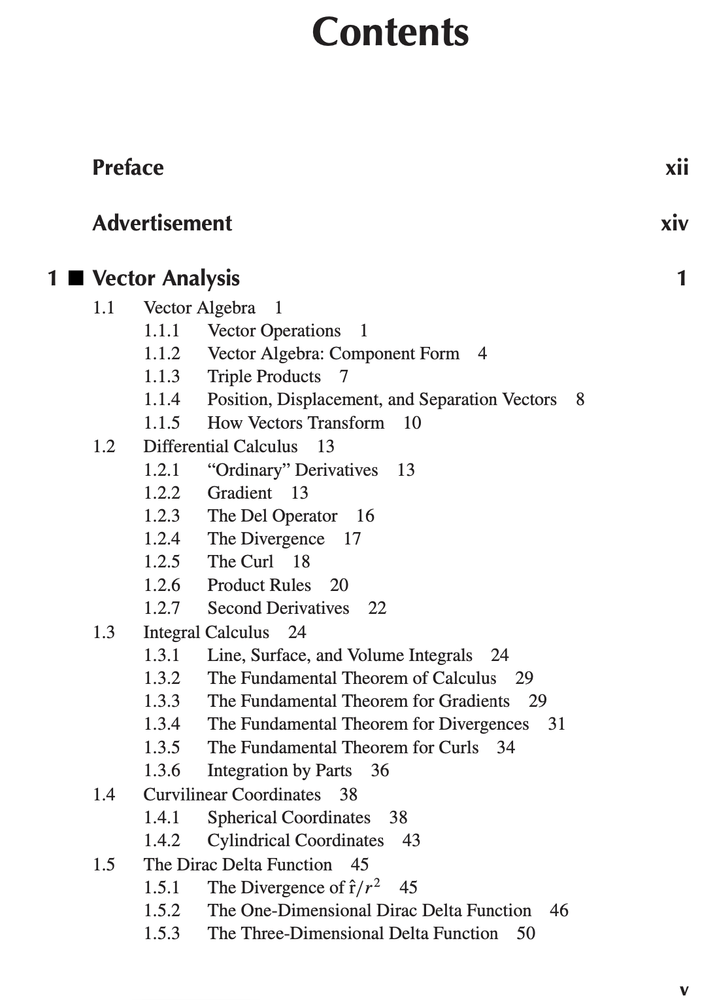 Contents
Preface xii
Advertisement xiv
1 ■ Vector Analysis 1
1.1 Vector Algebra 1
1.1.1 Vector Operations 1
1.1.2 Vector Algebra: Component Form 4
1.1.3 Triple Products 7
1.1.4 Position, Displacement, and Separation Vectors 8
1.1.5 How Vectors Transform 10
1.2 Differential Calculus 13
1.2.1 “Ordinary” Derivatives 13
1.2.2 Gradient 13
1.2.3 The Del Operator 16
1.2.4 The Divergence 17
1.2.5 The Curl 18
1.2.6 Product Rules 20
1.2.7 Second Derivatives 22
1.3 Integral Calculus 24
1.3.1 Line, Surface, and Volume Integrals 24
1.3.2 The Fundamental Theorem of Calculus 29
1.3.3 The Fundamental Theorem for Gradients 29
1.3.4 The Fundamental Theorem for Divergences 31
1.3.5 The Fundamental Theorem for Curls 34
1.3.6 Integration by Parts 36
1.4 Curvilinear Coordinates 38
1.4.1 Spherical Coordinates 38
1.4.2 Cylindrical Coordinates 43
1.5 The Dirac Delta Function 45
1.5.1 The Divergence of r̂/r² 45
1.5.2 The One-Dimensional Dirac Delta Function 46
1.5.3 The Three-Dimensional Delta Function 50
v